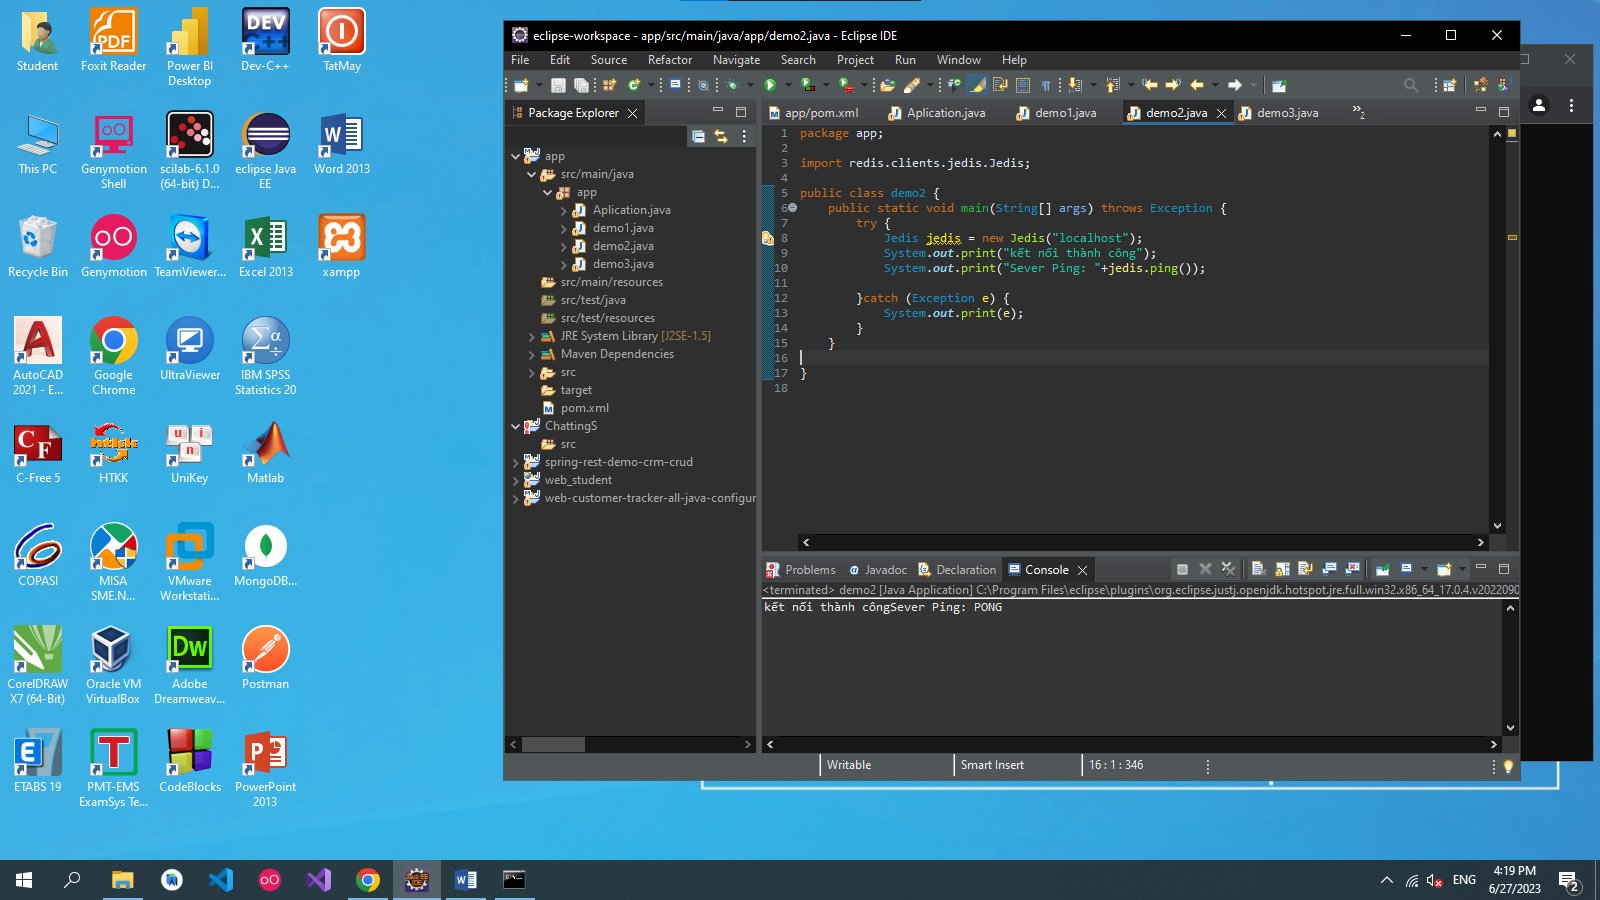 Student
Foxit Reader
Power BI
Desktop
Dev-C++
TatMay
This PC
Genymotion
Shell
scilab-6.1.0
(64-bit) D...
eclipse Java
EE
Word 2013
Recycle Bin
Genymotion
TeamViewer...
Excel 2013
xampp
AutoCAD
2021 - E...
Google
Chrome
UltraViewer
IBM SPSS
Statistics 20
C-Free 5
HTKK
UniKey
Matlab
COPASI
MISA
SME.N...
VMware
Workstati...
MongoDB...
CorelDRAW
X7 (64-Bit)
Oracle VM
VirtualBox
Adobe
Dreamweav...
Postman
ETABS 19
PMT-EMS
ExamSys Te...
CodeBlocks
PowerPoint
2013
eclipse-workspace - app/src/main/java/app/demo2.java - Eclipse IDE
File Edit Source Refactor Navigate Search Project Run Window Help
Package Explorer
app
src/main/java
app
Aplication.java
demo1.java
demo2.java
demo3.java
src/main/resources
src/test/java
src/test/resources
JRE System Library [J2SE-1.5]
Maven Dependencies
src
target
pom.xml
ChattingS
src
spring-rest-demo-crm-crud
web_student
web-customer-tracker-all-java-configur
app/pom.xml Aplication.java demo1.java demo2.java demo3.java »2
1 package app;
2
3 import redis.clients.jedis.Jedis;
4
5 public class demo2 {
6 public static void main(String[] args) throws Exception {
7 try {
8 Jedis jedis = new Jedis("localhost");
9 System.out.print("kết nối thành công");
10 System.out.print("Sever Ping: "+jedis.ping());
11
12 }catch (Exception e) {
13 System.out.print(e);
14 }
15 }
16
17 }
18
Problems Javadoc Declaration Console
<terminated> demo2 [Java Application] C:\Program Files\eclipse\plugins\org.eclipse.justj.openjdk.hotspot.jre.full.win32.x86_64_17.0.4.v2022090
kết nối thành côngSever Ping: PONG
Writable Smart Insert 16 : 1 : 346
ENG
4:19 PM
6/27/2023
2